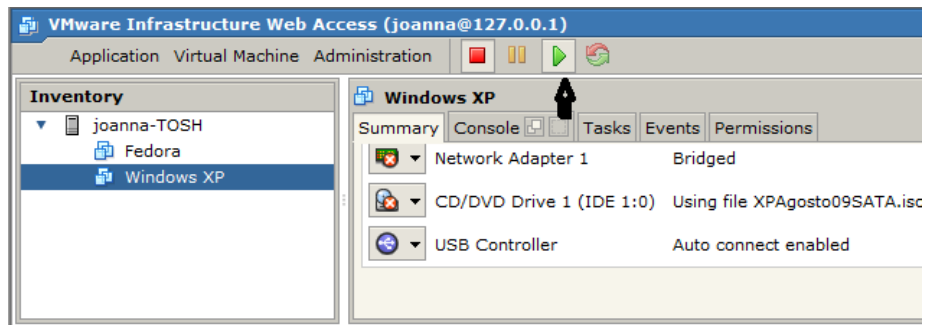 VMware Infrastructure Web Access (joanna@127.0.0.1)
Application Virtual Machine Administration
Inventory
joanna-TOSH
Fedora
Windows XP
Windows XP
Summary Console Tasks Events Permissions
Network Adapter 1 Bridged
CD/DVD Drive 1 (IDE 1:0) Using file XPAgosto09SATA.isc
USB Controller Auto connect enabled